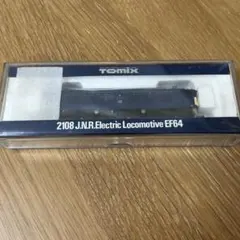 TOMIX
2108 J.N.R.Electric Locomotive EF64